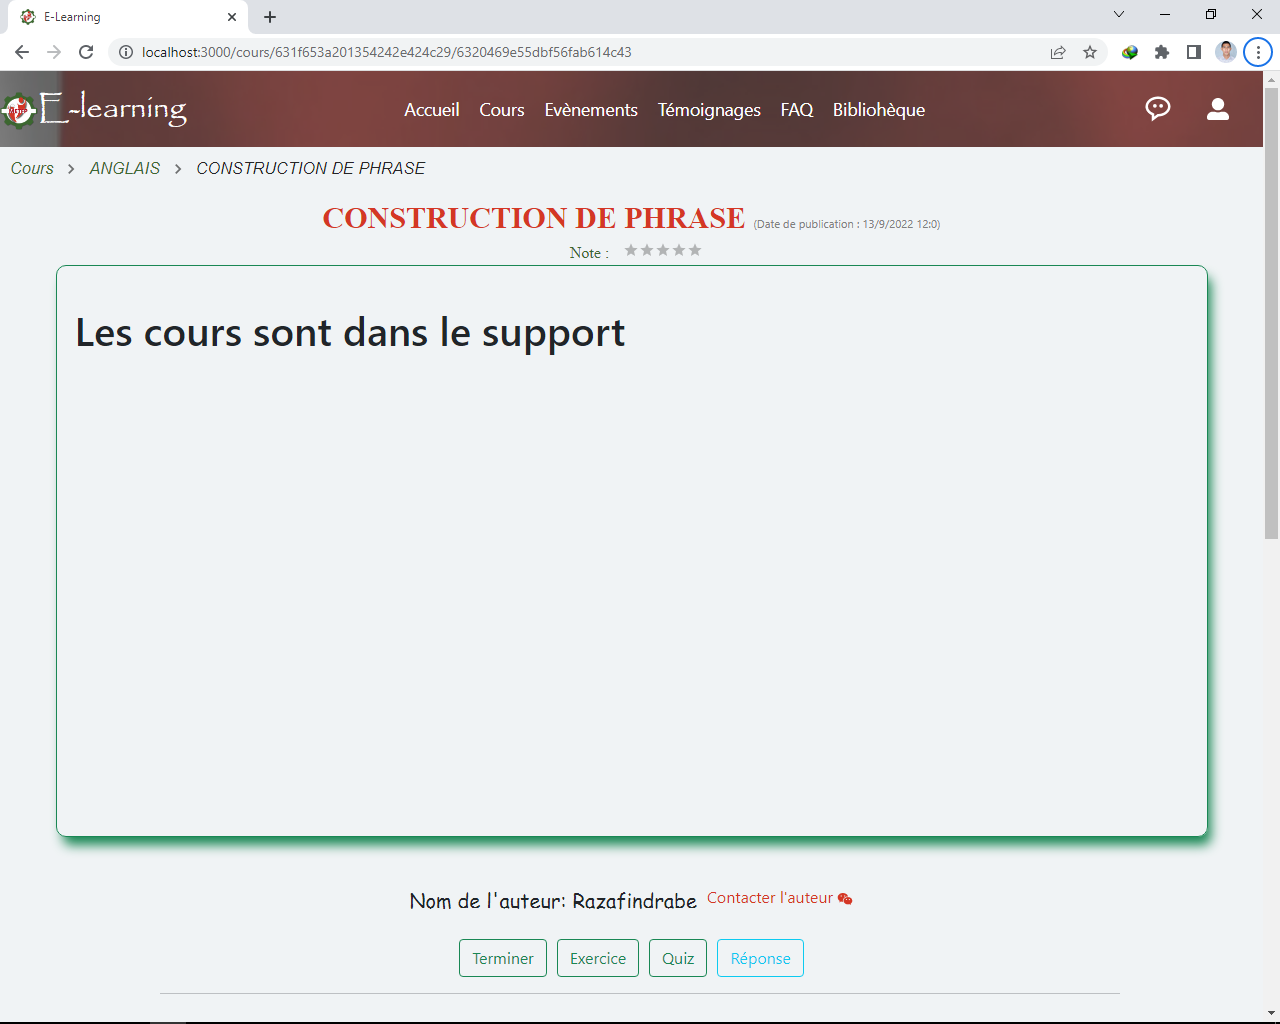 E-Learning
localhost:3000/cours/631f653a201354242e424c29/6320469e55dbf56fab614c43
E-learning
Accueil Cours Evènements Témoignages FAQ Bibliohèque
Cours > ANGLAIS > CONSTRUCTION DE PHRASE
CONSTRUCTION DE PHRASE (Date de publication : 13/9/2022 12:0)
Note :
Les cours sont dans le support
Nom de l'auteur: Razafindrabe Contacter l'auteur
Terminer Exercice Quiz Réponse